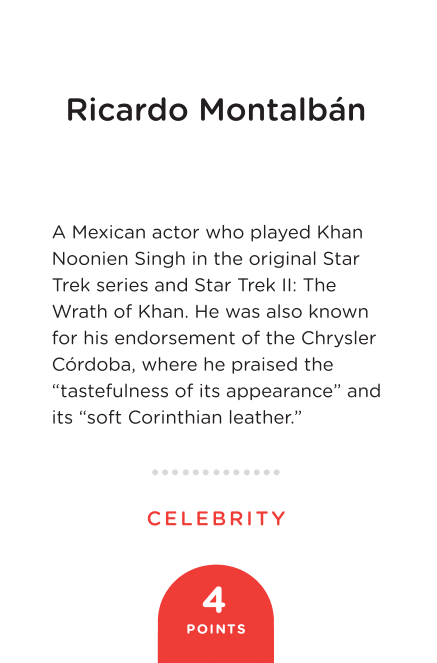 Ricardo Montalbán
A Mexican actor who played Khan
Noonien Singh in the original Star
Trek series and Star Trek II: The
Wrath of Khan. He was also known
for his endorsement of the Chrysler
Córdoba, where he praised the
“tastefulness of its appearance” and
its “soft Corinthian leather.”
CELEBRITY
4
POINTS